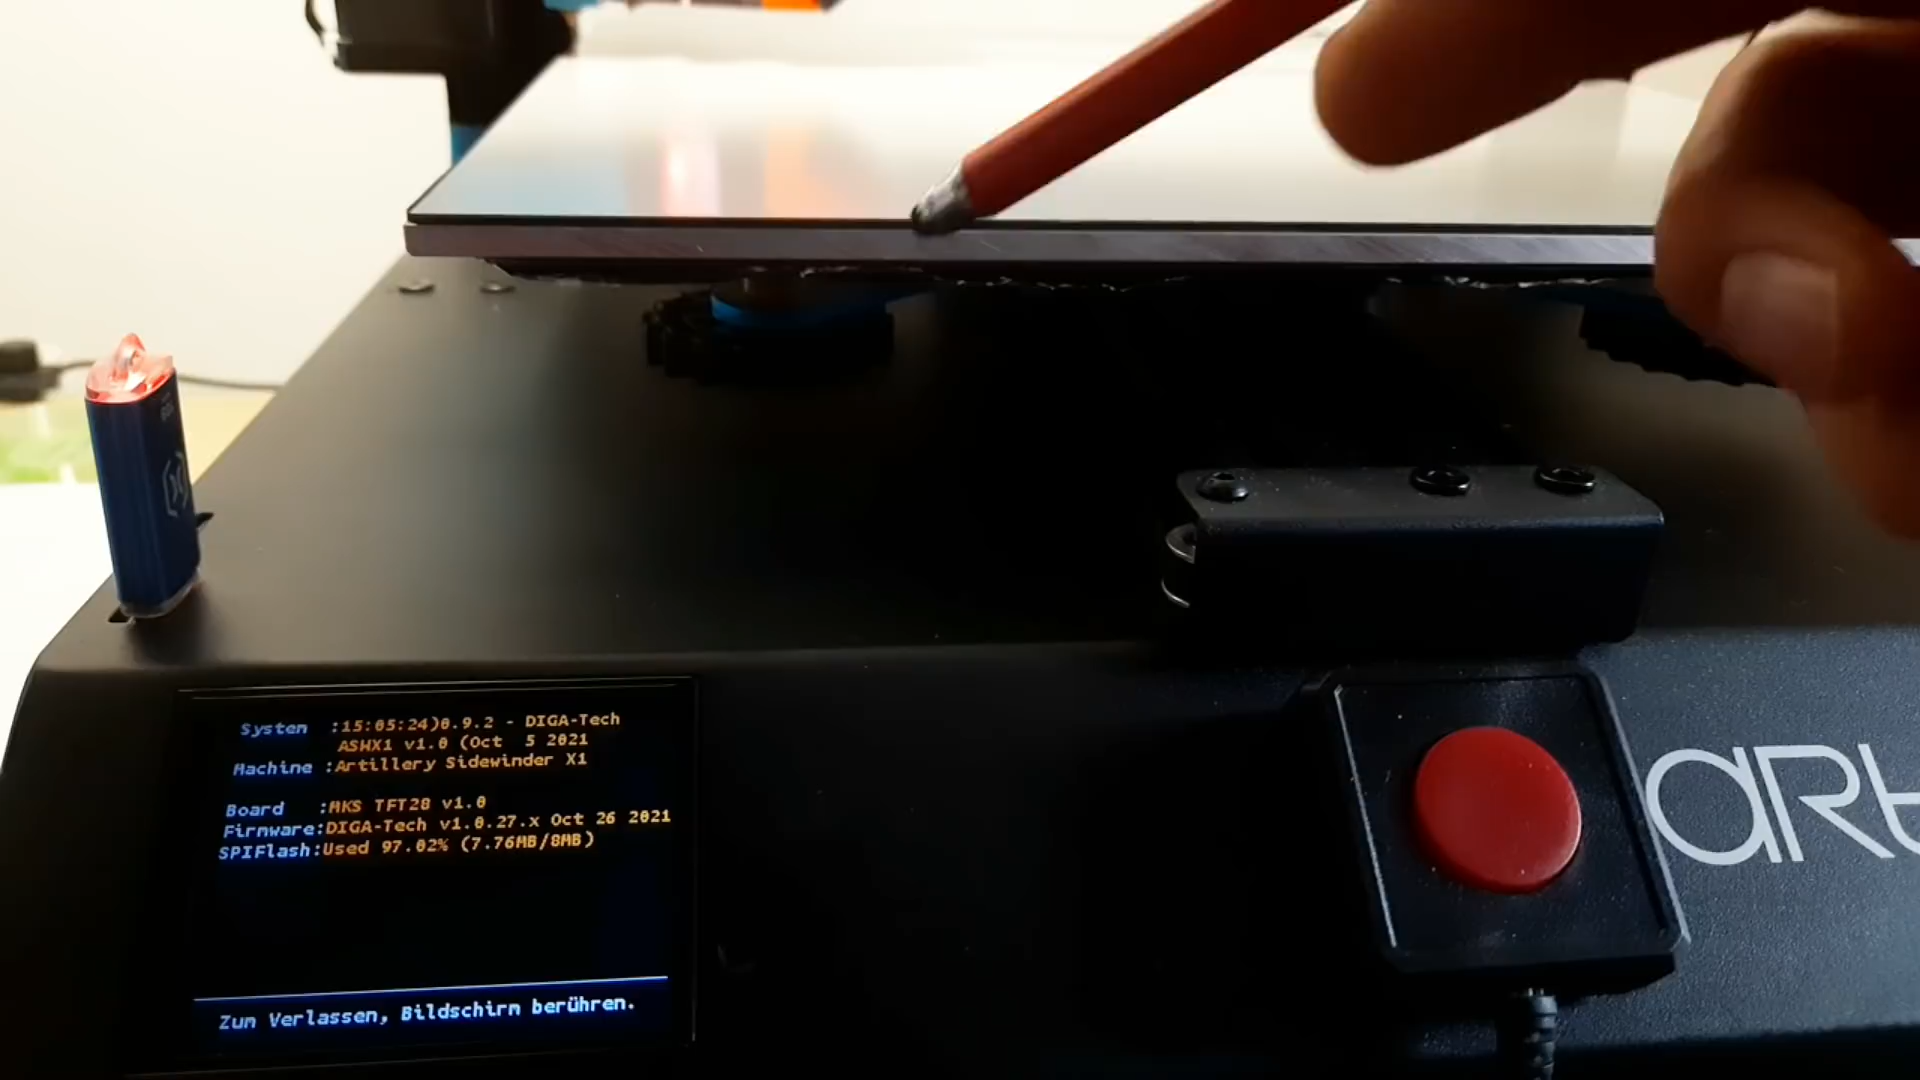 System :15:05:24)0.9.2 - DIGA-Tech
ASWX1 v1.0 (Oct 5 2021
Machine :Artillery Sidewinder X1
Board :MKS TFT28 v1.0
Firmware:DIGA-Tech v1.0.27.x Oct 26 2021
SPIFlash:Used 97.02% (7.76MB/8MB)
Zum Verlassen, Bildschirm berühren.